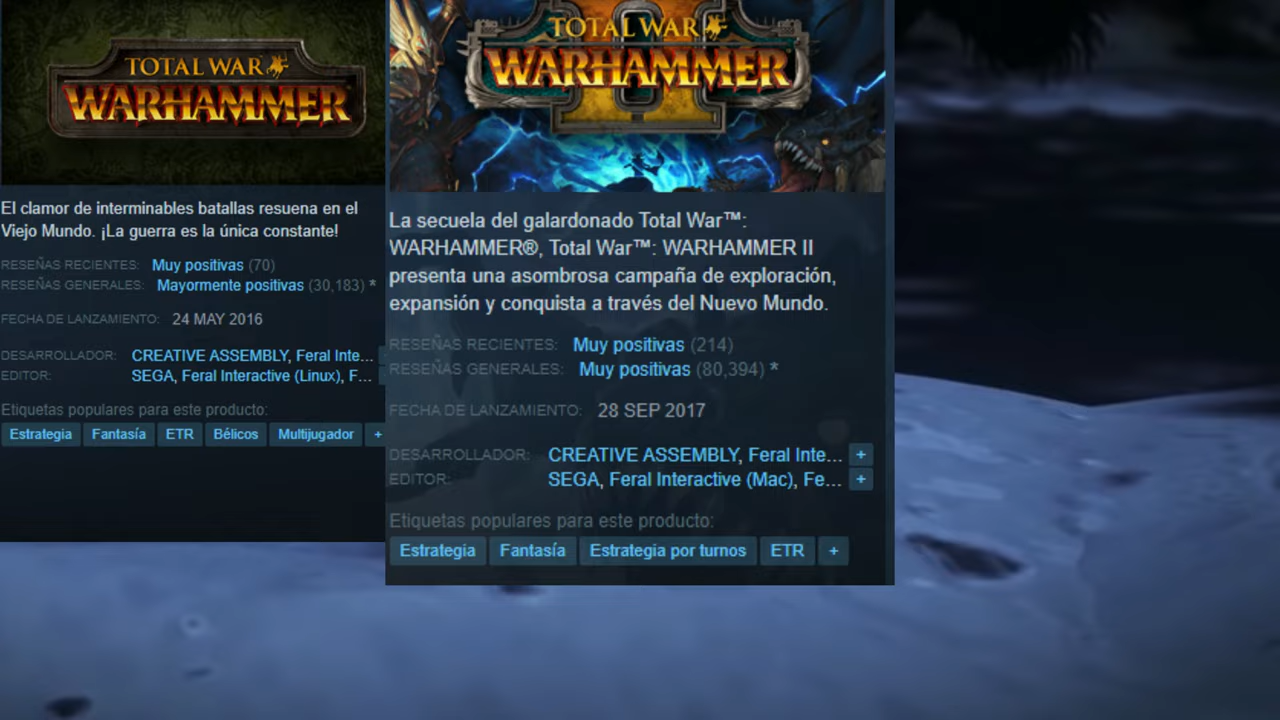 TOTAL WAR
WARHAMMER
El clamor de interminables batallas resuena en el
Viejo Mundo. ¡La guerra es la única constante!
RESEÑAS RECIENTES: Muy positivas (70)
RESEÑAS GENERALES: Mayormente positivas (30,183) *
FECHA DE LANZAMIENTO: 24 MAY 2016
DESARROLLADOR: CREATIVE ASSEMBLY, Feral Inte...
EDITOR: SEGA, Feral Interactive (Linux), F...
Etiquetas populares para este producto:
Estrategia Fantasía ETR Bélicos Multijugador +
TOTAL WAR
WARHAMMER
II
La secuela del galardonado Total War™:
WARHAMMER®, Total War™: WARHAMMER II
presenta una asombrosa campaña de exploración,
expansión y conquista a través del Nuevo Mundo.
RESEÑAS RECIENTES: Muy positivas (214)
RESEÑAS GENERALES: Muy positivas (80,394) *
FECHA DE LANZAMIENTO: 28 SEP 2017
DESARROLLADOR: CREATIVE ASSEMBLY, Feral Inte... +
EDITOR: SEGA, Feral Interactive (Mac), Fe... +
Etiquetas populares para este producto:
Estrategia Fantasía Estrategia por turnos ETR +